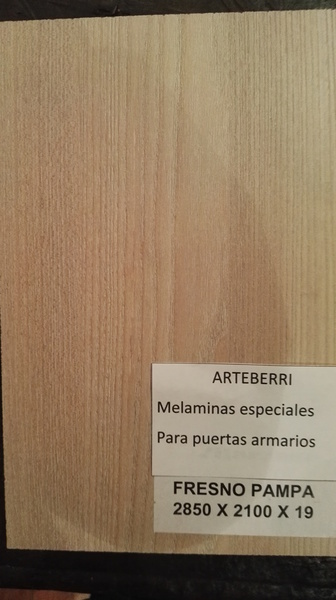 ARTEBERRI
Melaminas especiales
Para puertas armarios
FRESNO PAMPA
2850 X 2100 X 19